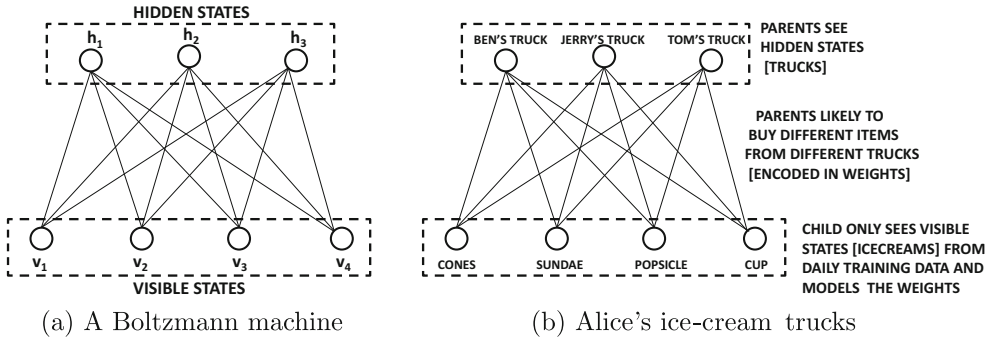 HIDDEN STATES
h1 h2 h3
v1 v2 v3 v4
VISIBLE STATES
(a) A Boltzmann machine
BEN'S TRUCK JERRY'S TRUCK TOM'S TRUCK
PARENTS SEE
HIDDEN STATES
[TRUCKS]
PARENTS LIKELY TO
BUY DIFFERENT ITEMS
FROM DIFFERENT TRUCKS
[ENCODED IN WEIGHTS]
CONES SUNDAE POPSICLE CUP
CHILD ONLY SEES VISIBLE
STATES [ICECREAMS] FROM
DAILY TRAINING DATA AND
MODELS THE WEIGHTS
(b) Alice's ice-cream trucks